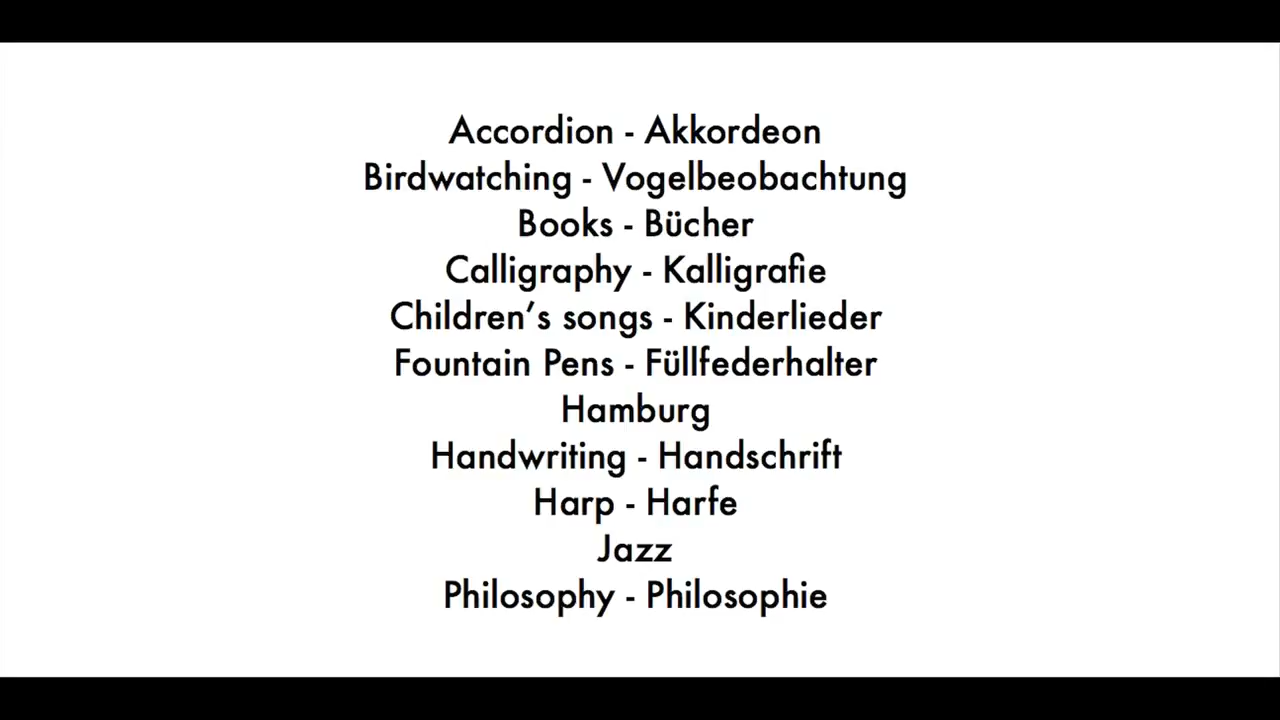 Accordion - Akkordeon
Birdwatching - Vogelbeobachtung
Books - Bücher
Calligraphy - Kalligrafie
Children’s songs - Kinderlieder
Fountain Pens - Füllfederhalter
Hamburg
Handwriting - Handschrift
Harp - Harfe
Jazz
Philosophy - Philosophie